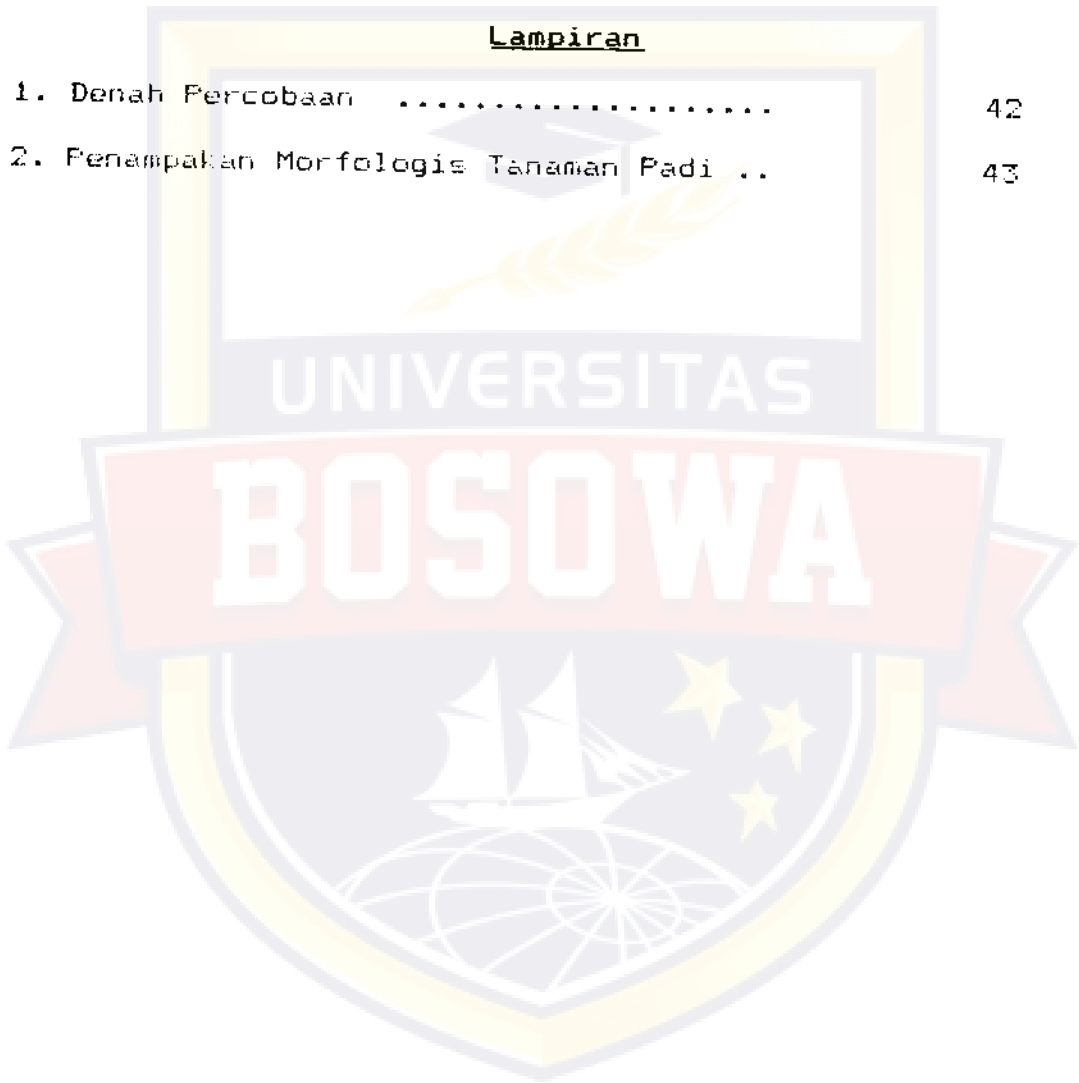 Lampiran
1. Denah Percobaan .................... 42
2. Penampakan Morfologis Tanaman Padi .. 43
UNIVERSITAS
BOSOWA